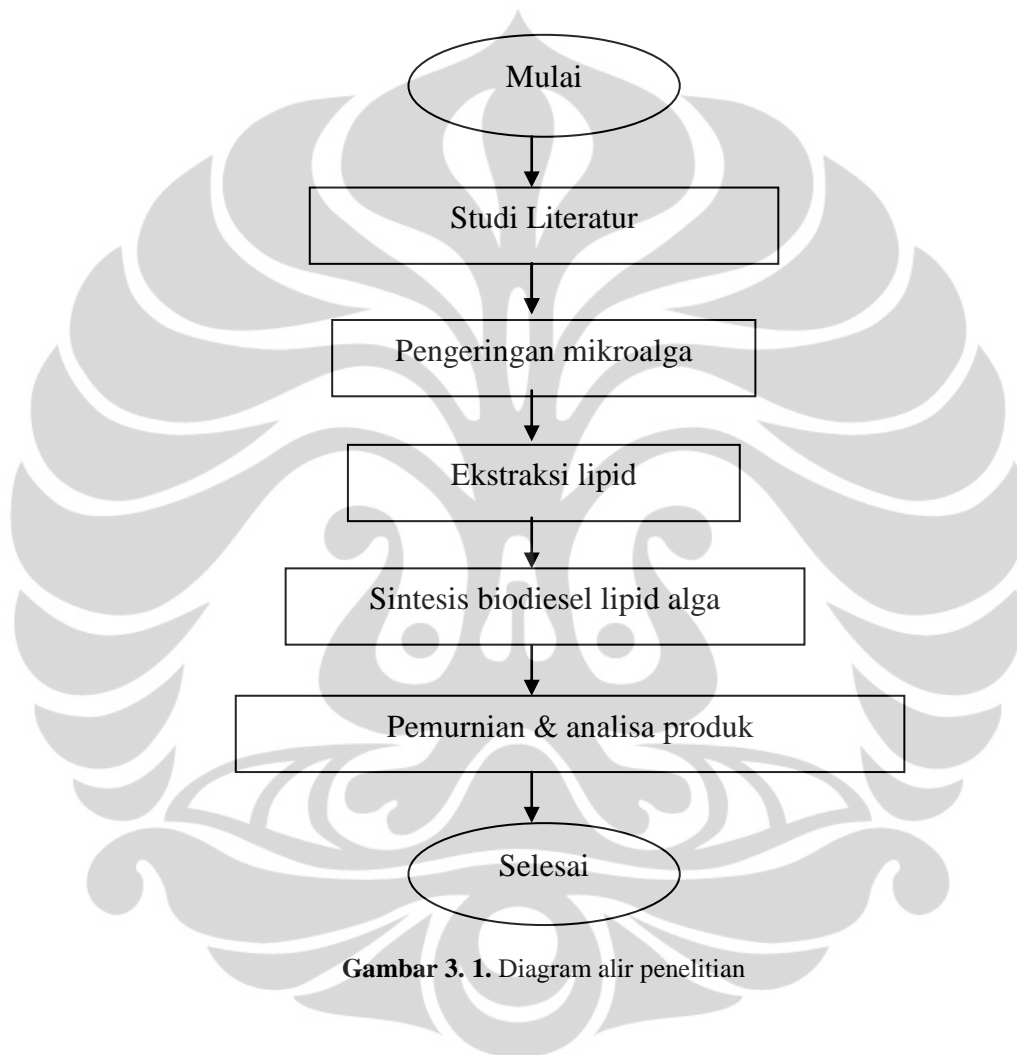 Mulai
Studi Literatur
Pengeringan mikroalga
Ekstraksi lipid
Sintesis biodiesel lipid alga
Pemurnian & analisa produk
Selesai
Gambar 3. 1. Diagram alir penelitian